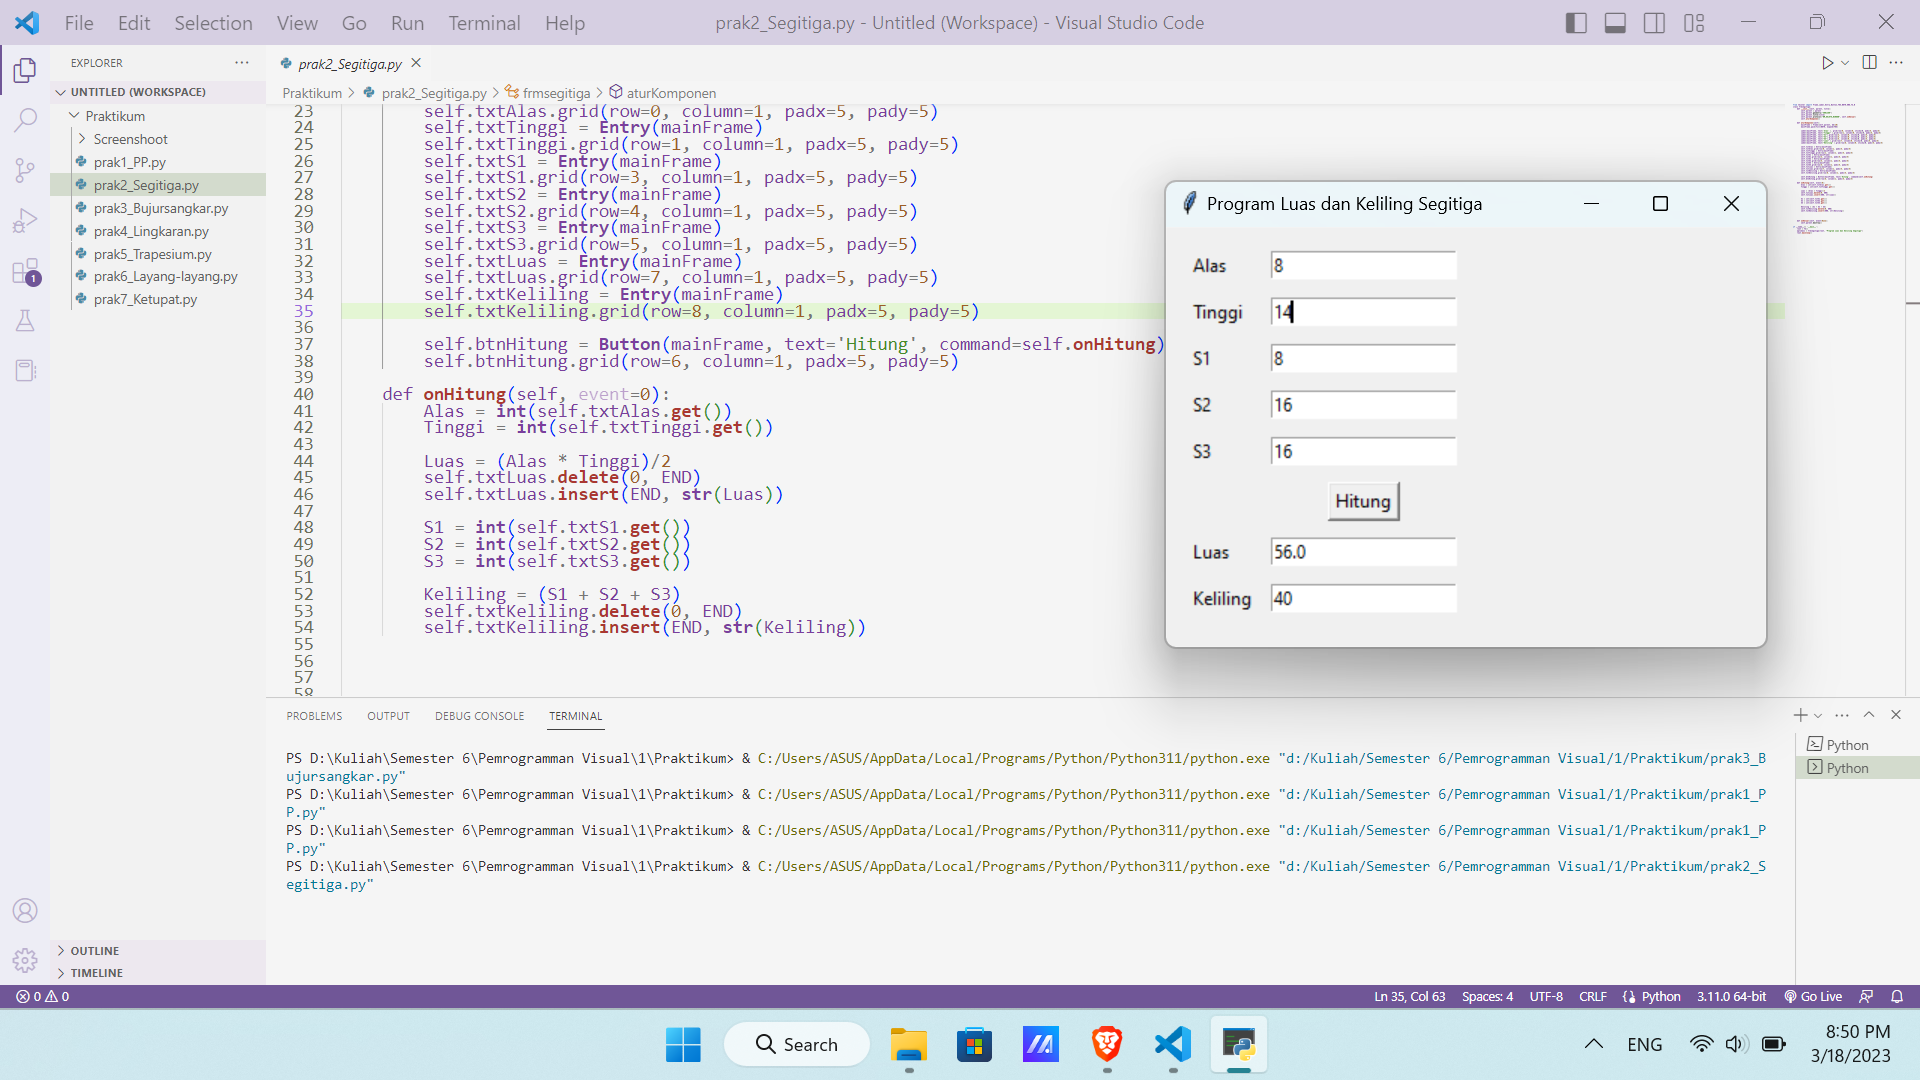 File Edit Selection View Go Run Terminal Help
prak2_Segitiga.py - Untitled (Workspace) - Visual Studio Code
EXPLORER
UNTITLED (WORKSPACE)
Praktikum
Screenshoot
prak1_PP.py
prak2_Segitiga.py
prak3_Bujursangkar.py
prak4_Lingkaran.py
prak5_Trapesium.py
prak6_Layang-layang.py
prak7_Ketupat.py
1
OUTLINE
TIMELINE
prak2_Segitiga.py
Praktikum > prak2_Segitiga.py > frmsegitiga > aturKomponen
23 self.txtAlas.grid(row=0, column=1, padx=5, pady=5)
24 self.txtTinggi = Entry(mainFrame)
25 self.txtTinggi.grid(row=1, column=1, padx=5, pady=5)
26 self.txtS1 = Entry(mainFrame)
27 self.txtS1.grid(row=3, column=1, padx=5, pady=5)
28 self.txtS2 = Entry(mainFrame)
29 self.txtS2.grid(row=4, column=1, padx=5, pady=5)
30 self.txtS3 = Entry(mainFrame)
31 self.txtS3.grid(row=5, column=1, padx=5, pady=5)
32 self.txtLuas = Entry(mainFrame)
33 self.txtLuas.grid(row=7, column=1, padx=5, pady=5)
34 self.txtKeliling = Entry(mainFrame)
35 self.txtKeliling.grid(row=8, column=1, padx=5, pady=5)
36
37 self.btnHitung = Button(mainFrame, text='Hitung', command=self.onHitung)
38 self.btnHitung.grid(row=6, column=1, padx=5, pady=5)
39
40 def onHitung(self, event=0):
41 Alas = int(self.txtAlas.get())
42 Tinggi = int(self.txtTinggi.get())
43
44 Luas = (Alas * Tinggi)/2
45 self.txtLuas.delete(0, END)
46 self.txtLuas.insert(END, str(Luas))
47
48 S1 = int(self.txtS1.get())
49 S2 = int(self.txtS2.get())
50 S3 = int(self.txtS3.get())
51
52 Keliling = (S1 + S2 + S3)
53 self.txtKeliling.delete(0, END)
54 self.txtKeliling.insert(END, str(Keliling))
55
56
57
58
Program Luas dan Keliling Segitiga
Alas 8
Tinggi 14
S1 8
S2 16
S3 16
Hitung
Luas 56.0
Keliling 40
PROBLEMS OUTPUT DEBUG CONSOLE TERMINAL
PS D:\Kuliah\Semester 6\Pemrogramman Visual\1\Praktikum> & C:/Users/ASUS/AppData/Local/Programs/Python/Python311/python.exe "d:/Kuliah/Semester 6/Pemrogramman Visual/1/Praktikum/prak3_B
ujursangkar.py"
PS D:\Kuliah\Semester 6\Pemrogramman Visual\1\Praktikum> & C:/Users/ASUS/AppData/Local/Programs/Python/Python311/python.exe "d:/Kuliah/Semester 6/Pemrogramman Visual/1/Praktikum/prak1_P
P.py"
PS D:\Kuliah\Semester 6\Pemrogramman Visual\1\Praktikum> & C:/Users/ASUS/AppData/Local/Programs/Python/Python311/python.exe "d:/Kuliah/Semester 6/Pemrogramman Visual/1/Praktikum/prak1_P
P.py"
PS D:\Kuliah\Semester 6\Pemrogramman Visual\1\Praktikum> & C:/Users/ASUS/AppData/Local/Programs/Python/Python311/python.exe "d:/Kuliah/Semester 6/Pemrogramman Visual/1/Praktikum/prak2_S
egitiga.py"
Python
Python
0 0
Ln 35, Col 63 Spaces: 4 UTF-8 CRLF Python 3.11.0 64-bit Go Live
Search
ENG
8:50 PM
3/18/2023